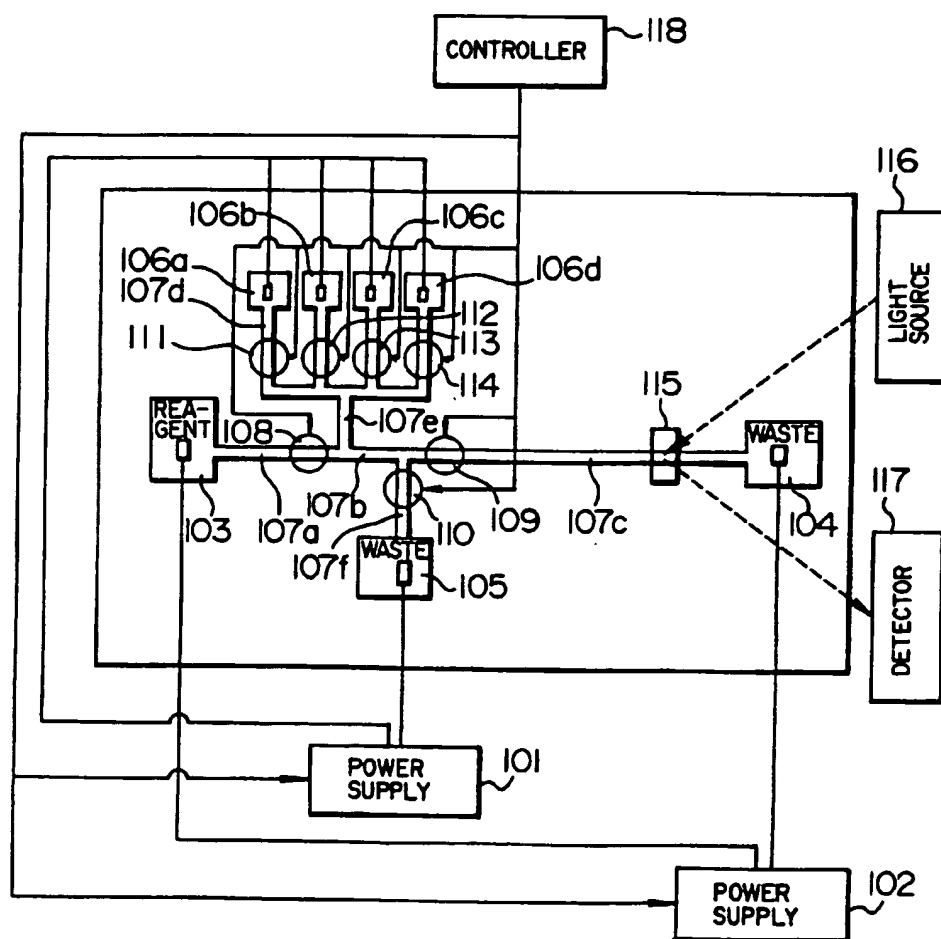 CONTROLLER
118
116
LIGHT
SOURCE
106b
106c
106a
106d
107d
111
112
113
114
115
REA-
GENT
108
107e
WASTE
103
107a
107b
110
109
107c
104
117
DETECTOR
107f
WASTE
105
POWER
SUPPLY
101
POWER
SUPPLY
102